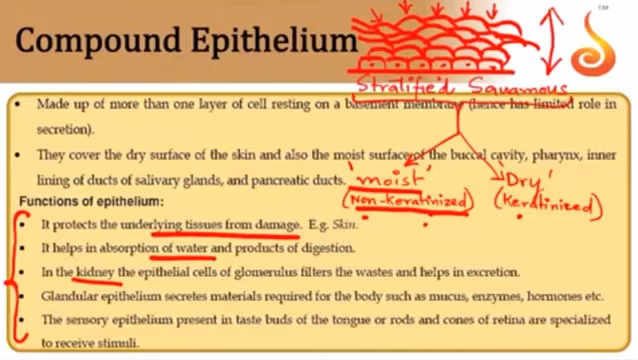 Compound Epithelium
TM
Stratified Squamous
• Made up of more than one layer of cell resting on a basement membrane (hence has limited role in
secretion).
• They cover the dry surface of the skin and also the moist surface of the buccal cavity, pharynx, inner
lining of ducts of salivary glands, and pancreatic ducts.
'moist'
Dry'
(Non-keratinized)
(Keratinized)
Functions of epithelium:
• It protects the underlying tissues from damage. E.g. Skin.
• It helps in absorption of water and products of digestion.
• In the kidney the epithelial cells of glomerulus filters the wastes and helps in excretion.
• Glandular epithelium secretes materials required for the body such as mucus, enzymes, hormones etc.
• The sensory epithelium present in taste buds of the tongue or rods and cones of retina are specialized
to receive stimuli.